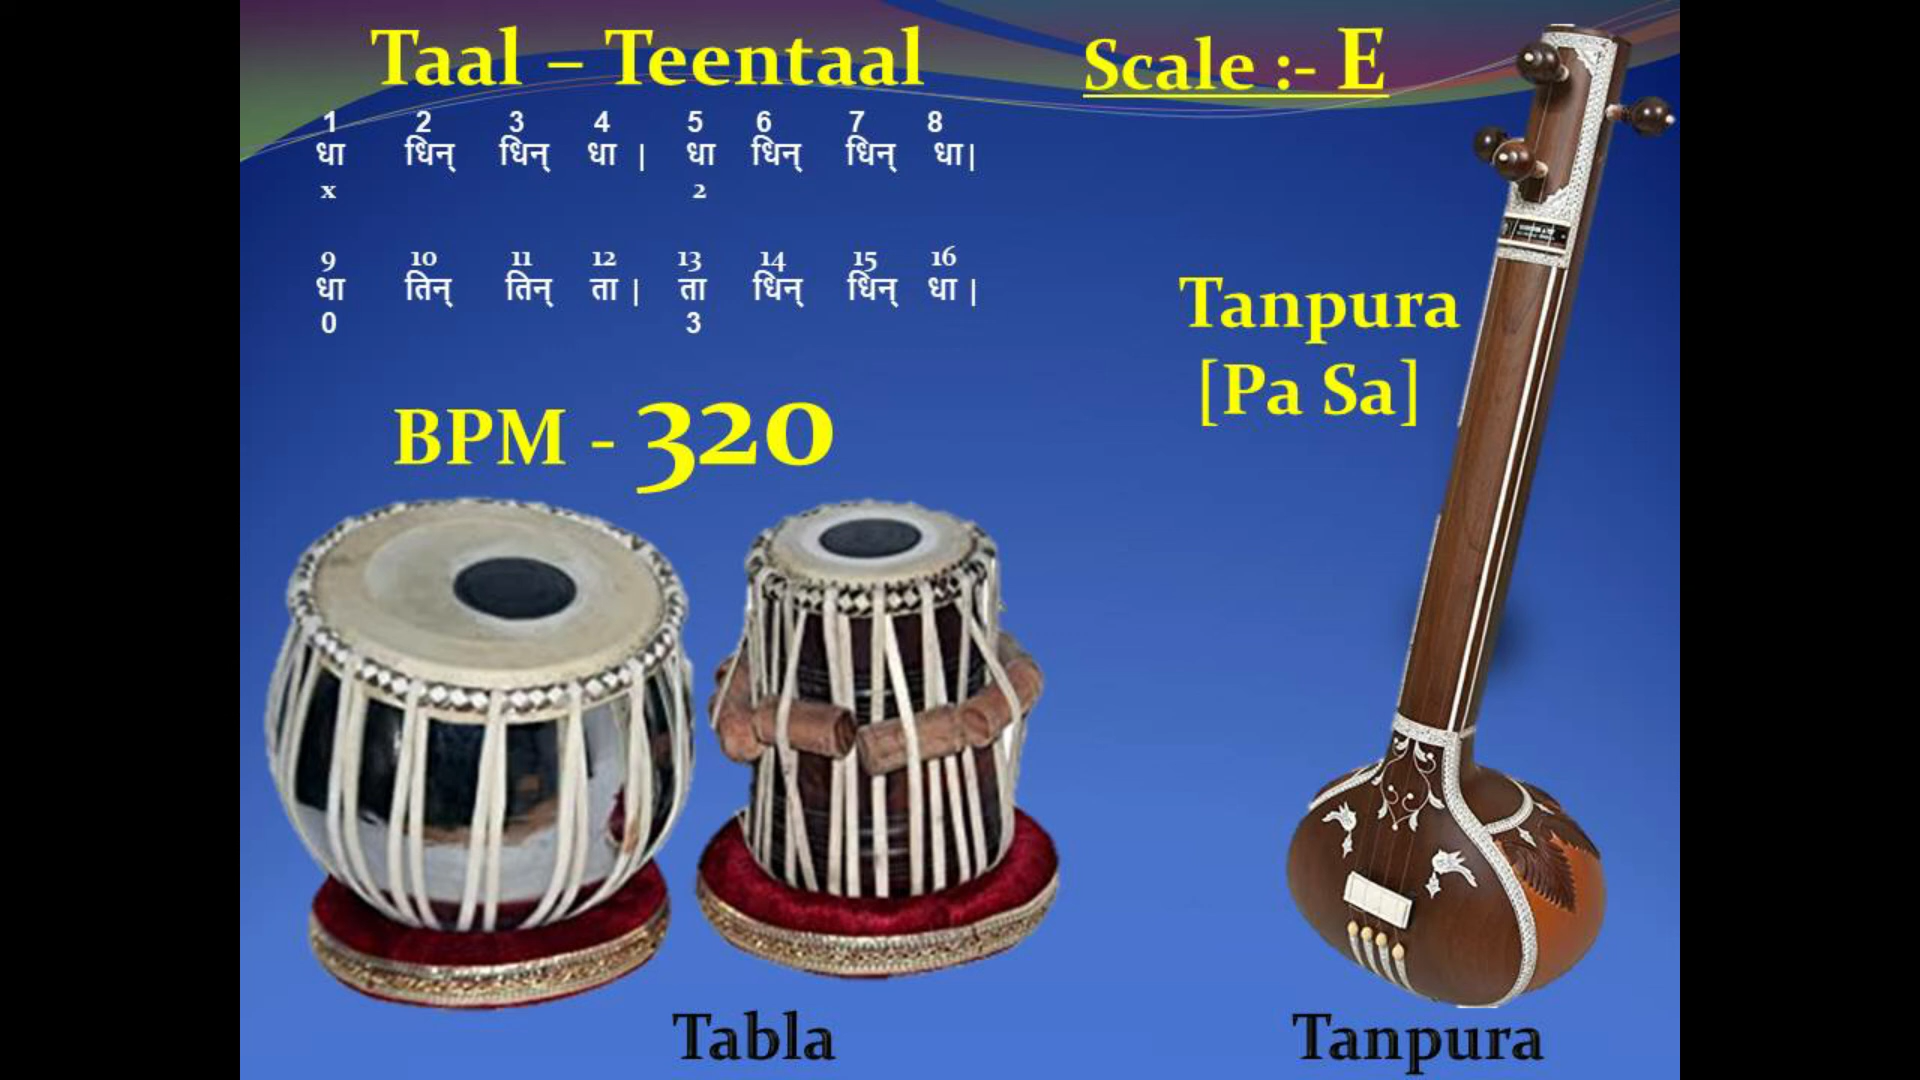 Taal – Teentaal
Scale :- E
1 2 3 4 5 6 7 8
धा धिन् धिन् धा | धा धिन् धिन् धा|
x 2
9 10 11 12 13 14 15 16
धा तिन् तिन् ता | ता धिन् धिन् धा |
0 3
Tanpura
[Pa Sa]
BPM - 320
Tabla
Tanpura